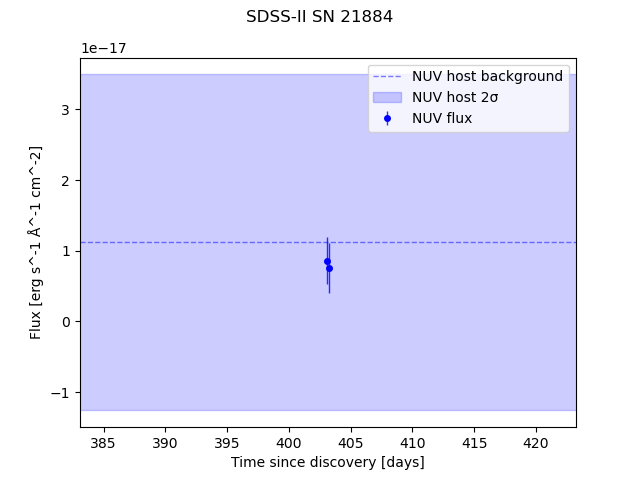 SDSS-II SN 21884
1e−17
NUV host background
NUV host 2σ
NUV flux
3
2
1
0
−1
Flux [erg s^-1 Å^-1 cm^-2]
385 390 395 400 405 410 415 420
Time since discovery [days]